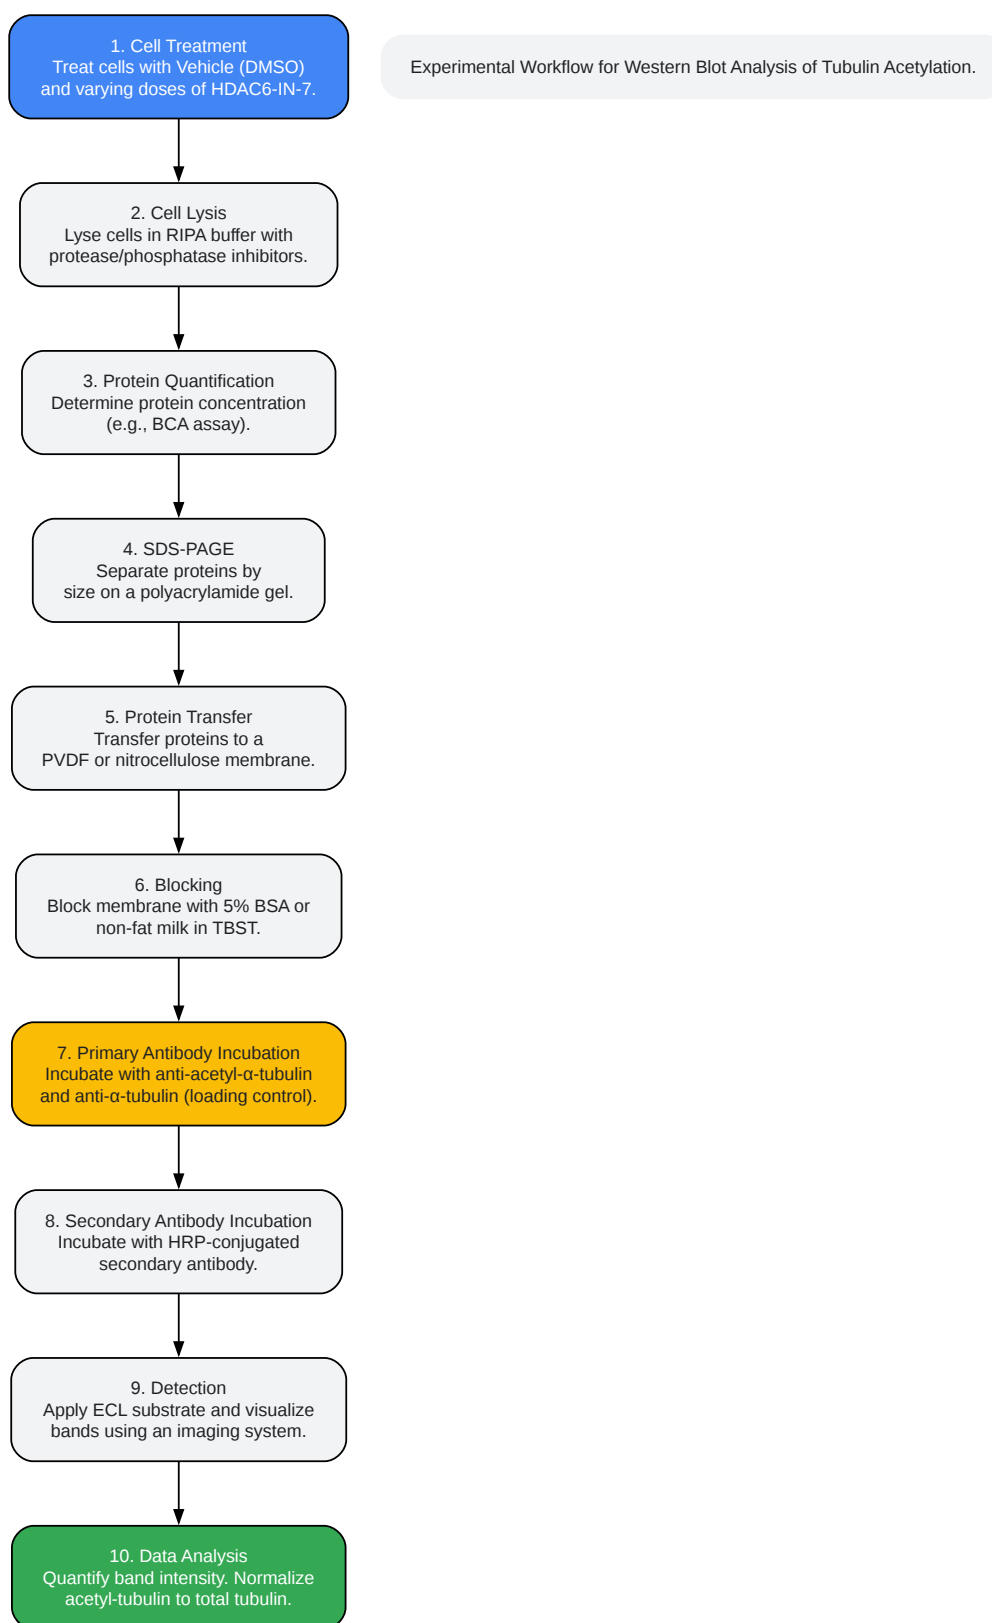 1. Cell Treatment
Treat cells with Vehicle (DMSO)
and varying doses of HDAC6-IN-7.
Experimental Workflow for Western Blot Analysis of Tubulin Acetylation.
2. Cell Lysis
Lyse cells in RIPA buffer with
protease/phosphatase inhibitors.
3. Protein Quantification
Determine protein concentration
(e.g., BCA assay).
4. SDS-PAGE
Separate proteins by
size on a polyacrylamide gel.
5. Protein Transfer
Transfer proteins to a
PVDF or nitrocellulose membrane.
6. Blocking
Block membrane with 5% BSA or
non-fat milk in TBST.
7. Primary Antibody Incubation
Incubate with anti-acetyl-α-tubulin
and anti-α-tubulin (loading control).
8. Secondary Antibody Incubation
Incubate with HRP-conjugated
secondary antibody.
9. Detection
Apply ECL substrate and visualize
bands using an imaging system.
10. Data Analysis
Quantify band intensity. Normalize
acetyl-tubulin to total tubulin.